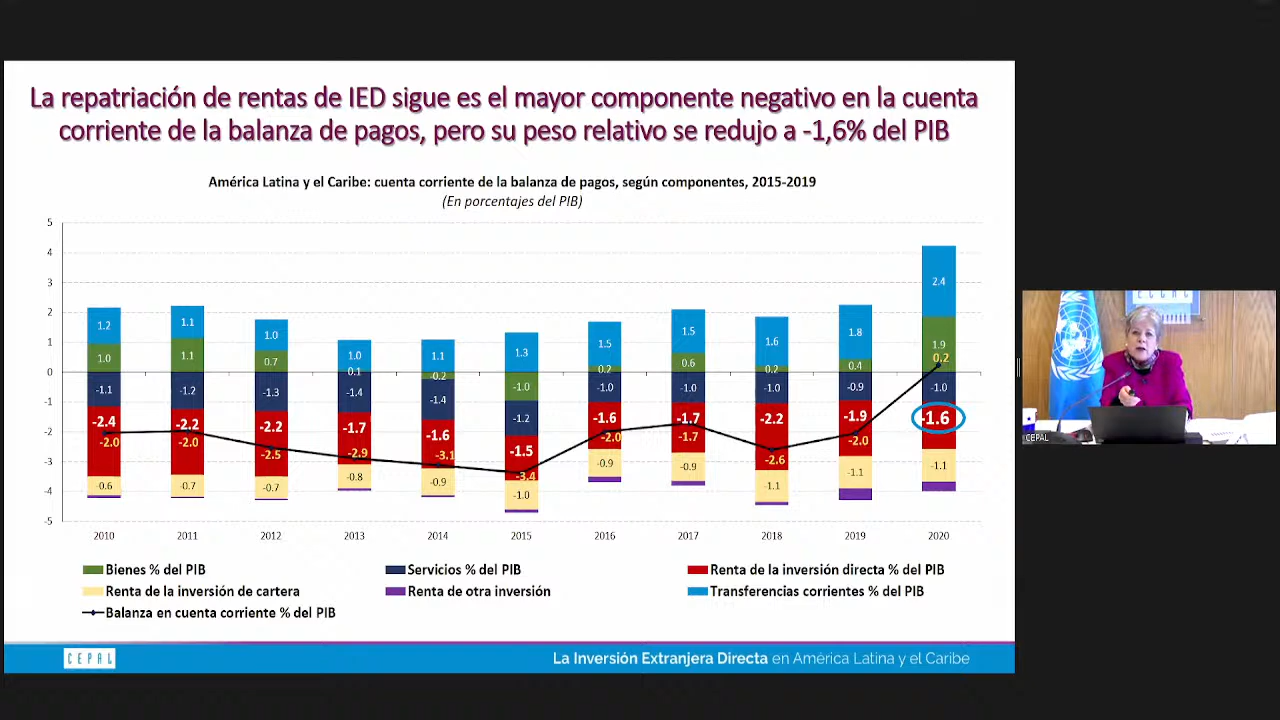 La repatriación de rentas de IED sigue es el mayor componente negativo en la cuenta
corriente de la balanza de pagos, pero su peso relativo se redujo a -1,6% del PIB
América Latina y el Caribe: cuenta corriente de la balanza de pagos, según componentes, 2015-2019
(En porcentajes del PIB)
5
4
3
2
1
0
-1
-2
-3
-4
-5
1.2 1.1 1.0 1.0 1.1 1.3 1.5 1.5 1.6 1.8 2.4
1.0 1.1 0.7 0.1 -0.2 -1.0 0.2 0.6 0.2 0.4 1.9
-1.1 -1.2 -1.3 -1.4 -1.4 -1.2 -1.0 -1.0 -1.0 -0.9 -1.0
-2.4 -2.2 -2.2 -1.7 -1.6 -1.5 -1.6 -1.7 -2.2 -1.9 -1.6
-2.0 -2.0 -2.5 -2.9 -3.1 -3.4 -2.0 -1.7 -2.6 -2.0 0.2
0.6 -0.7 -0.7 -0.8 -0.9 -1.0 -0.9 -0.9 -1.1 -1.1 -1.1
2010 2011 2012 2013 2014 2015 2016 2017 2018 2019 2020
Bienes % del PIB Servicios % del PIB Renta de la inversión directa % del PIB
Renta de la inversión de cartera Renta de otra inversión Transferencias corrientes % del PIB
Balanza en cuenta corriente % del PIB
CEPAL La Inversión Extranjera Directa en América Latina y el Caribe
CEPAL